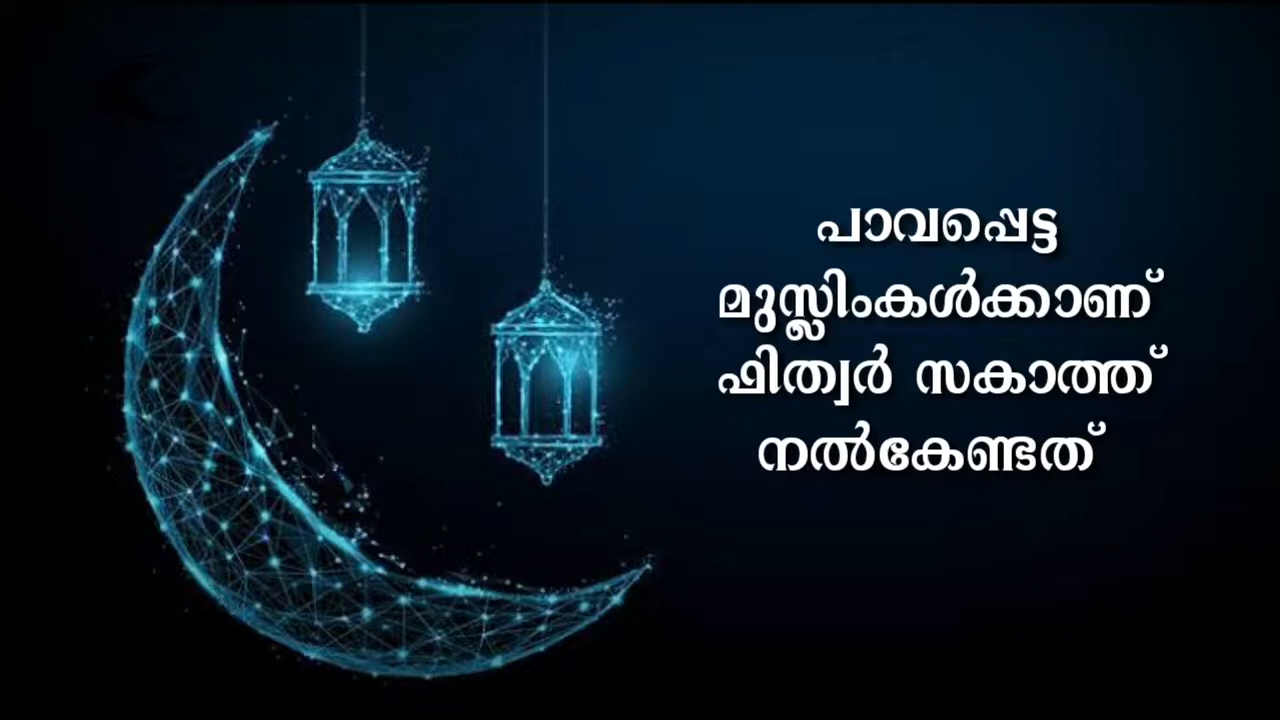 പാവപ്പെട്ട
മുസ്ലിംകൾക്കാണ്
ഫിത്വർ സകാത്ത്
നൽകേണ്ടത്